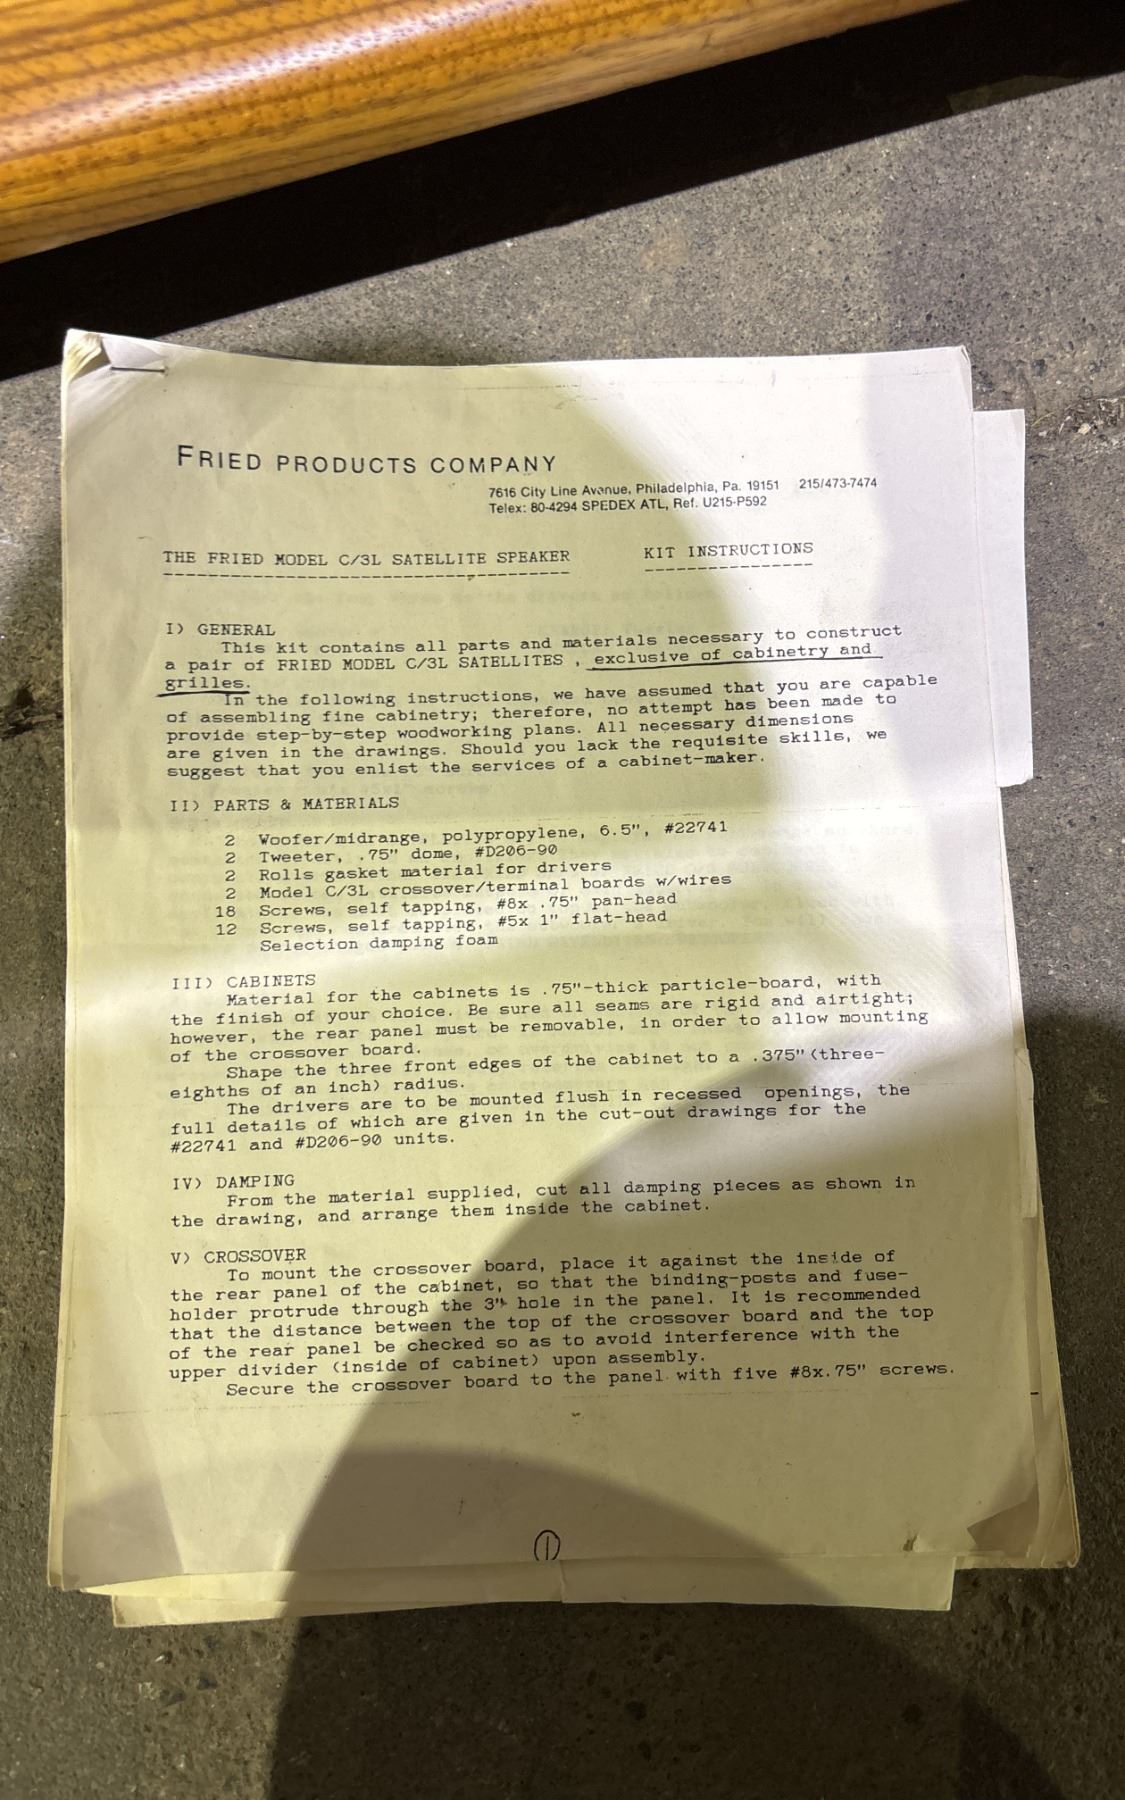 FRIED PRODUCTS COMPANY
7616 City Line Avenue, Philadelphia, Pa. 19151 215/473-7474
Telex: 80-4294 SPEDEX ATL, Ref. U215-P592
THE FRIED MODEL C/3L SATELLITE SPEAKER KIT INSTRUCTIONS
I) GENERAL
This kit contains all parts and materials necessary to construct
a pair of FRIED MODEL C/3L SATELLITES , exclusive of cabinetry and
grilles.
In the following instructions, we have assumed that you are capable
of assembling fine cabinetry; therefore, no attempt has been made to
provide step-by-step woodworking plans. All necessary dimensions
are given in the drawings. Should you lack the requisite skills, we
suggest that you enlist the services of a cabinet-maker.
II) PARTS & MATERIALS
2 Woofer/midrange, polypropylene, 6.5", #22741
2 Tweeter, .75" dome, #D206-90
2 Rolls gasket material for drivers
2 Model C/3L crossover/terminal boards w/wires
18 Screws, self tapping, #8x .75" pan-head
12 Screws, self tapping, #5x 1" flat-head
Selection damping foam
III) CABINETS
Material for the cabinets is .75"-thick particle-board, with
the finish of your choice. Be sure all seams are rigid and airtight;
however, the rear panel must be removable, in order to allow mounting
of the crossover board.
Shape the three front edges of the cabinet to a .375" (three-
eighths of an inch) radius.
The drivers are to be mounted flush in recessed openings, the
full details of which are given in the cut-out drawings for the
#22741 and #D206-90 units.
IV) DAMPING
From the material supplied, cut all damping pieces as shown in
the drawing, and arrange them inside the cabinet.
V) CROSSOVER
To mount the crossover board, place it against the inside of
the rear panel of the cabinet, so that the binding-posts and fuse-
holder protrude through the 3" hole in the panel. It is recommended
that the distance between the top of the crossover board and the top
of the rear panel be checked so as to avoid interference with the
upper divider (inside of cabinet) upon assembly.
Secure the crossover board to the panel with five #8x.75" screws.
1